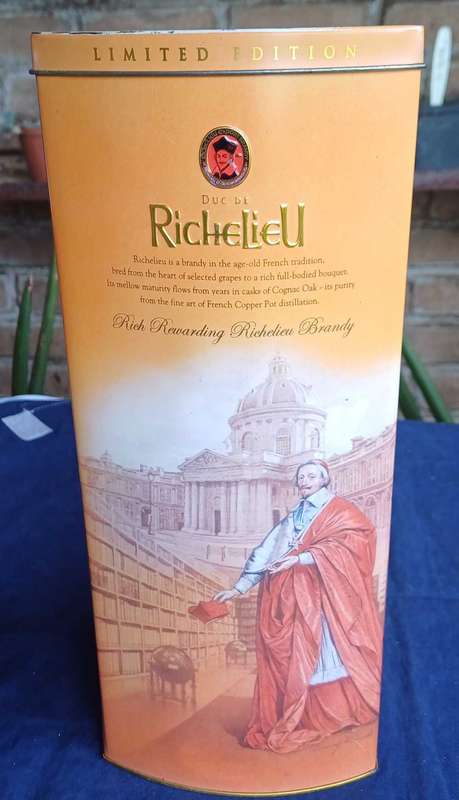 LIMITED EDITION
DUC DE
RICHELIEU
Richelieu is a brandy in the age-old French tradition,
bred from the heart of selected grapes to a rich full-bodied bouquet.
Its mellow maturity flows from years in casks of Cognac Oak - its purity
from the fine art of French Copper Pot distillation.
Rich Rewarding Richelieu Brandy